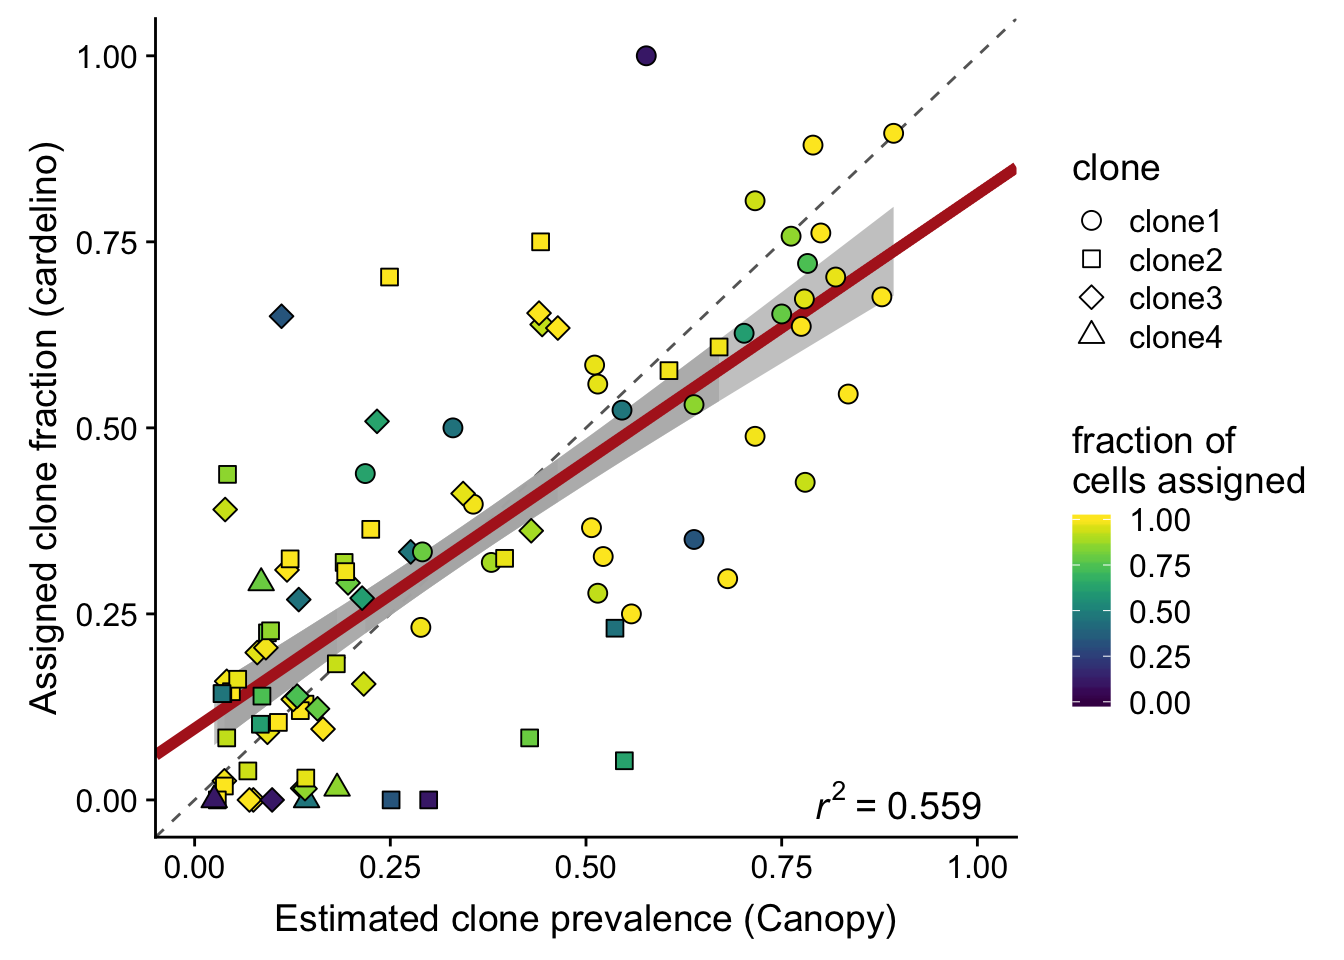 1.00
0.75
0.50
0.25
0.00
Assigned clone fraction (cardelino)
r² = 0.559
0.00 0.25 0.50 0.75 1.00
Estimated clone prevalence (Canopy)
clone
clone1
clone2
clone3
clone4
fraction of
cells assigned
1.00
0.75
0.50
0.25
0.00